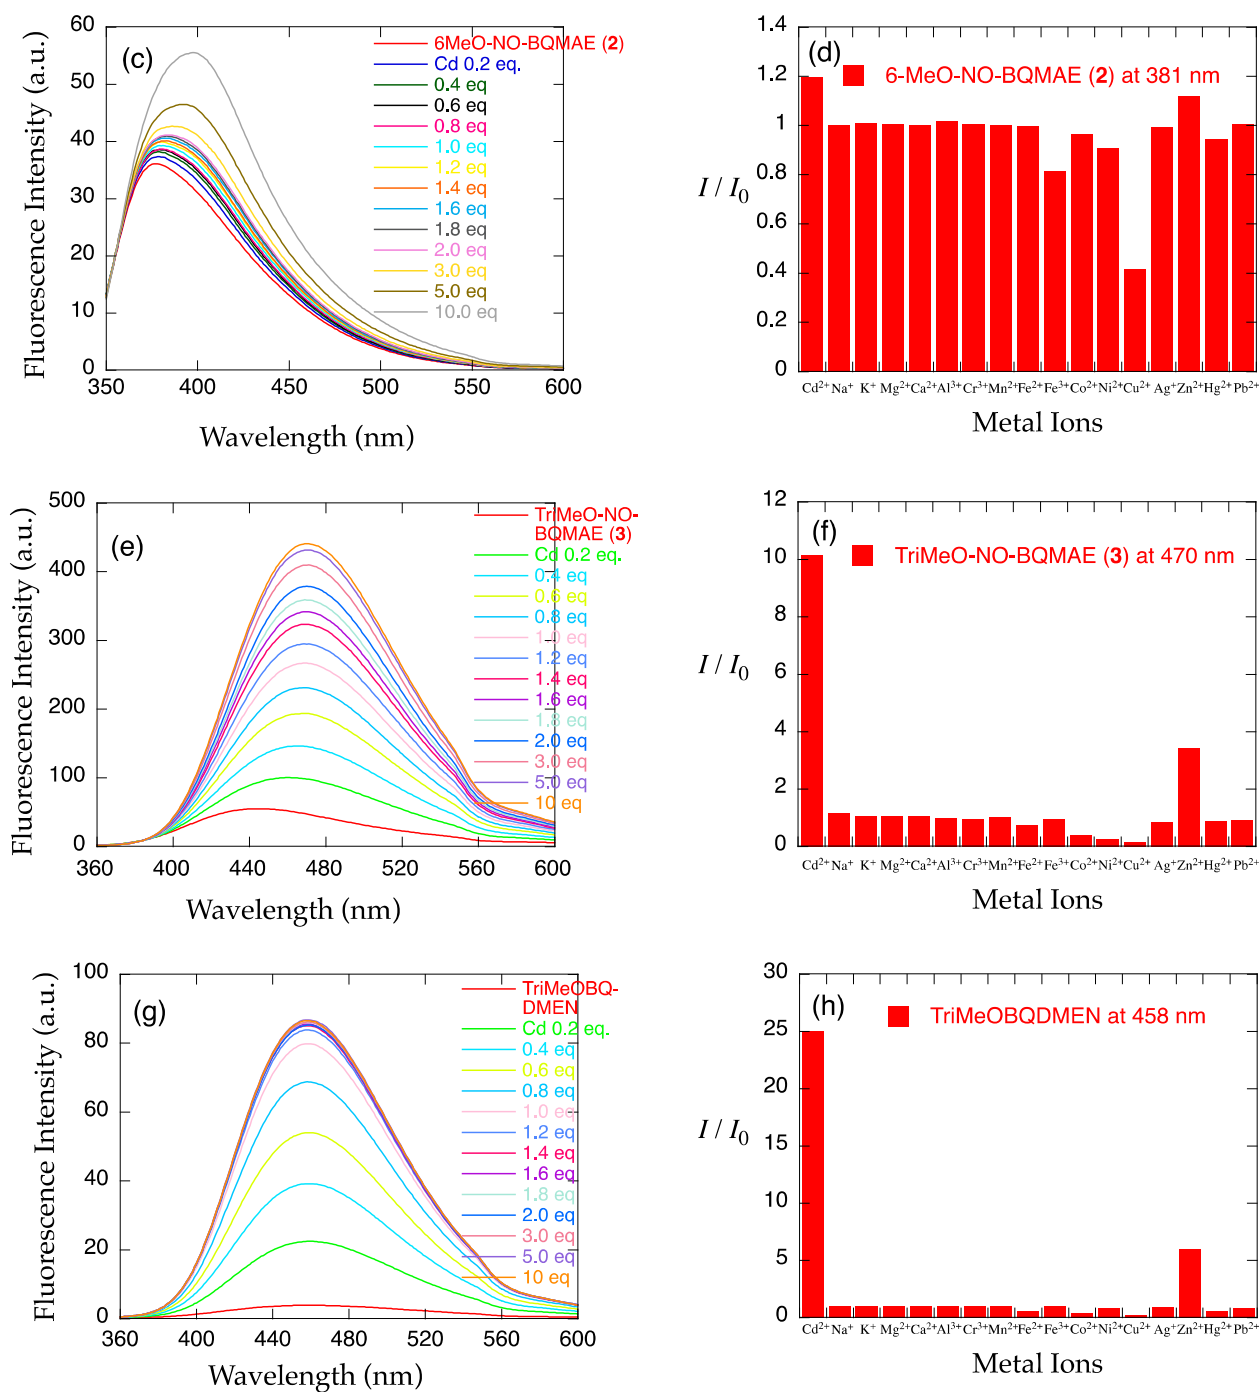 (c)
Fluorescence Intensity (a.u.)
60
50
40
30
20
10
0
6MeO-NO-BQMAE (2)
Cd 0.2 eq.
0.4 eq
0.6 eq
0.8 eq
1.0 eq
1.2 eq
1.4 eq
1.6 eq
1.8 eq
2.0 eq
3.0 eq
5.0 eq
10.0 eq
350 400 450 500 550 600
Wavelength (nm)
(d)
6-MeO-NO-BQMAE (2) at 381 nm
I / I0
1.4
1.2
1
0.8
0.6
0.4
0.2
0
Cd2+ Na+ K+ Mg2+ Ca2+ Al3+ Cr3+ Mn2+ Fe2+ Fe3+ Co2+ Ni2+ Cu2+ Ag+ Zn2+ Hg2+ Pb2+
Metal Ions
(e)
Fluorescence Intensity (a.u.)
500
400
300
200
100
0
TriMeO-NO-
BQMAE (3)
Cd 0.2 eq.
0.4 eq
0.6 eq
0.8 eq
1.0 eq
1.2 eq
1.4 eq
1.6 eq
1.8 eq
2.0 eq
3.0 eq
5.0 eq
10 eq
360 400 440 480 520 560 600
Wavelength (nm)
(f)
TriMeO-NO-BQMAE (3) at 470 nm
I / I0
12
10
8
6
4
2
0
Cd2+ Na+ K+ Mg2+ Ca2+ Al3+ Cr3+ Mn2+ Fe2+ Fe3+ Co2+ Ni2+ Cu2+ Ag+ Zn2+ Hg2+ Pb2+
Metal Ions
(g)
Fluorescence Intensity (a.u.)
100
80
60
40
20
0
TriMeOBQ-
DMEN
Cd 0.2 eq.
0.4 eq
0.6 eq
0.8 eq
1.0 eq
1.2 eq
1.4 eq
1.6 eq
1.8 eq
2.0 eq
3.0 eq
5.0 eq
10 eq
360 400 440 480 520 560 600
Wavelength (nm)
(h)
TriMeOBQDMEN at 458 nm
I / I0
30
25
20
15
10
5
0
Cd2+ Na+ K+ Mg2+ Ca2+ Al3+ Cr3+ Mn2+ Fe2+ Fe3+ Co2+ Ni2+ Cu2+ Ag+ Zn2+ Hg2+ Pb2+
Metal Ions